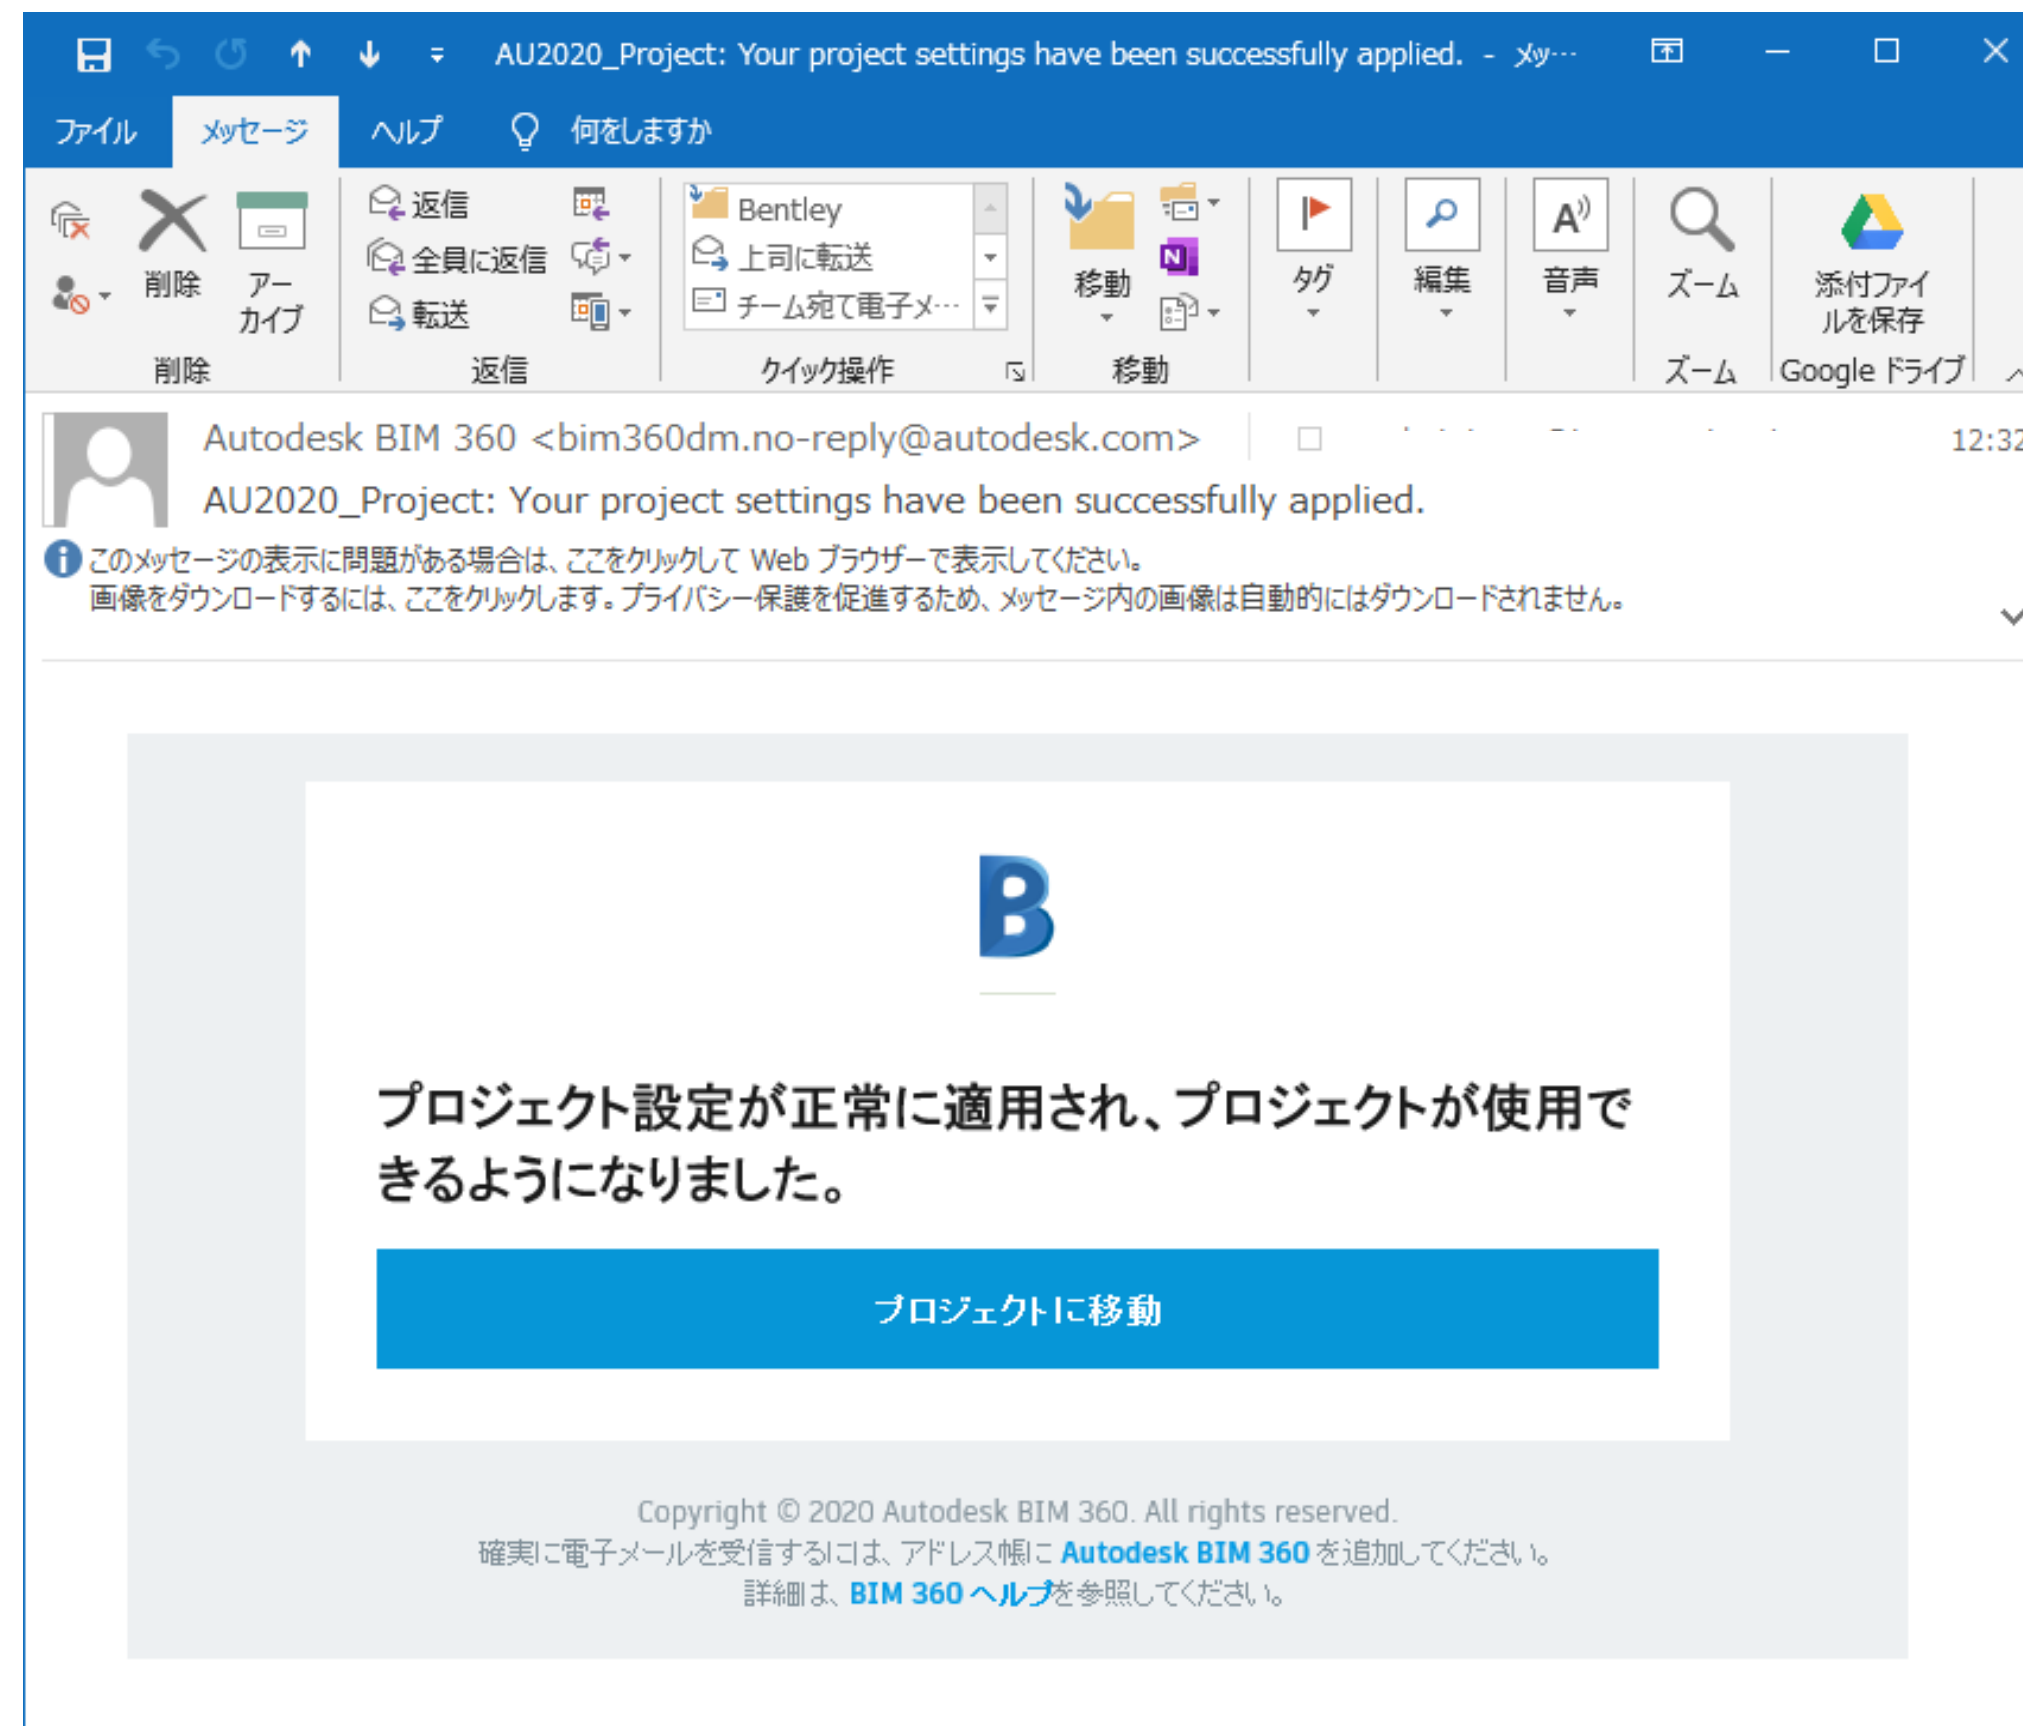 AU2020_Project: Your project settings have been successfully applied. - メッ…
ファイル メッセージ ヘルプ 何をしますか
削除
アー
カイブ
削除
返信
全員に返信
転送
返信
Bentley
上司に転送
チーム宛て電子メ…
クイック操作
移動
移動
タグ
編集
音声
ズーム
ズーム
添付ファイ
ルを保存
Google ドライブ
Autodesk BIM 360 <bim360dm.no-reply@autodesk.com>
12:32
AU2020_Project: Your project settings have been successfully applied.
このメッセージの表示に問題がある場合は、ここをクリックして Web ブラウザーで表示してください。
画像をダウンロードするには、ここをクリックします。プライバシー保護を促進するため、メッセージ内の画像は自動的にはダウンロードされません。
B
プロジェクト設定が正常に適用され、プロジェクトが使用で
きるようになりました。
プロジェクトに移動
Copyright © 2020 Autodesk BIM 360. All rights reserved.
確実に電子メールを受信するには、アドレス帳に Autodesk BIM 360 を追加してください。
詳細は、BIM 360 ヘルプを参照してください。